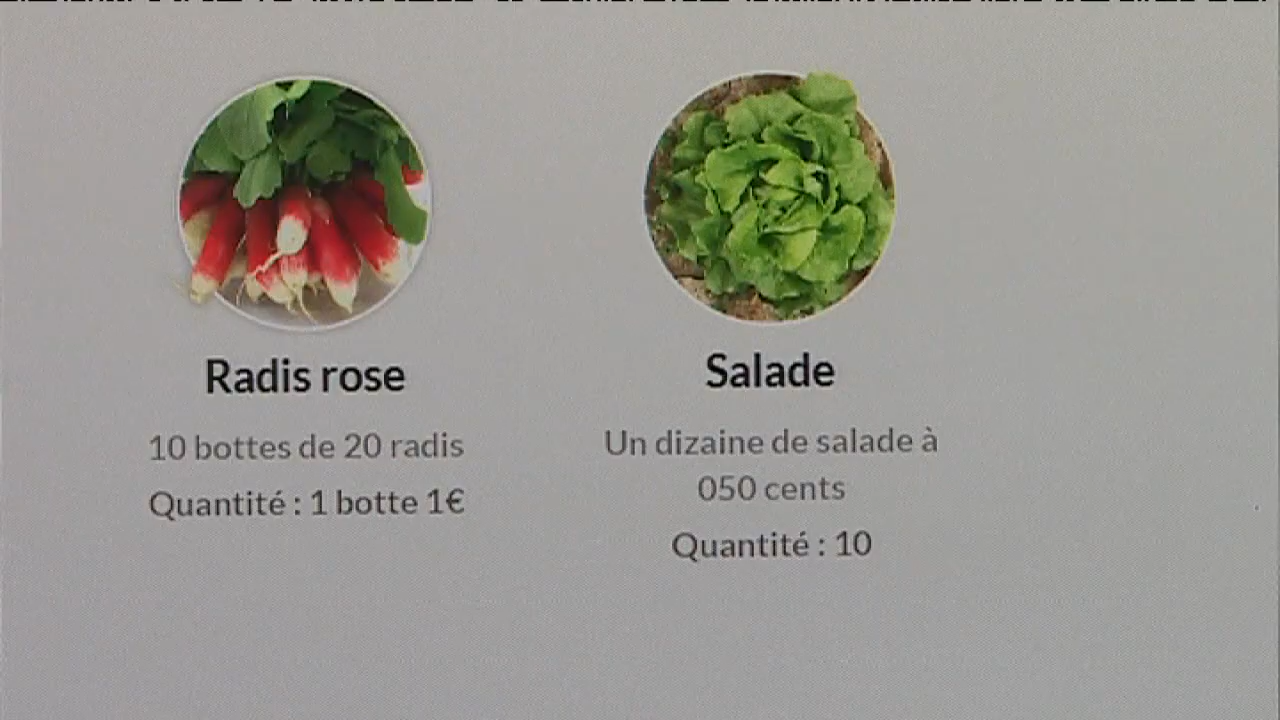 Radis rose
10 bottes de 20 radis
Quantité : 1 botte 1€
Salade
Un dizaine de salade à
050 cents
Quantité : 10